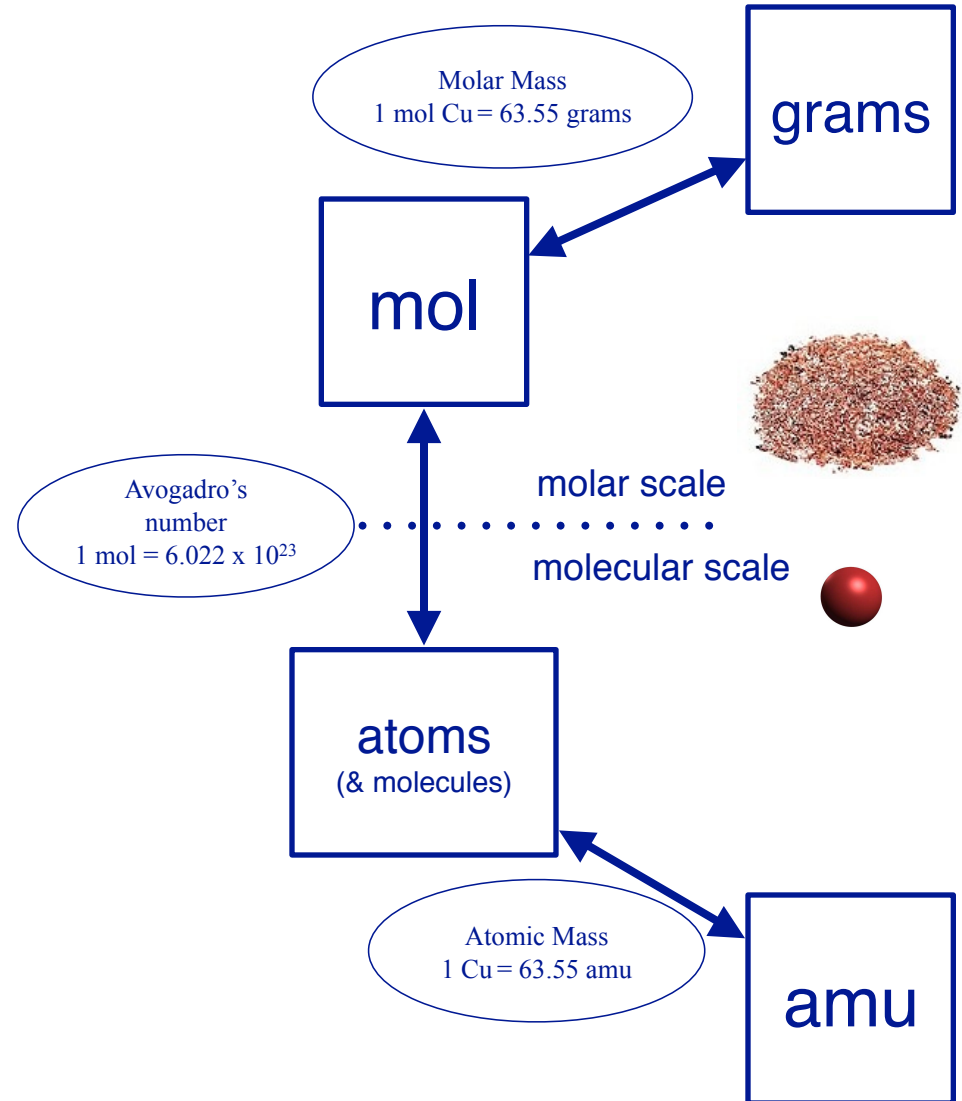 Molar Mass
1 mol Cu = 63.55 grams
grams
mol
Avogadro’s
number
1 mol = 6.022 x 10²³
molar scale
molecular scale
atoms
(& molecules)
Atomic Mass
1 Cu = 63.55 amu
amu